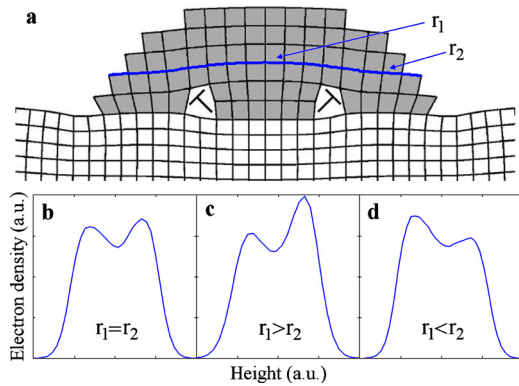 a
r1
r2
b
c
d
Electron density (a.u.)
r1=r2
r1>r2
r1<r2
Height (a.u.)